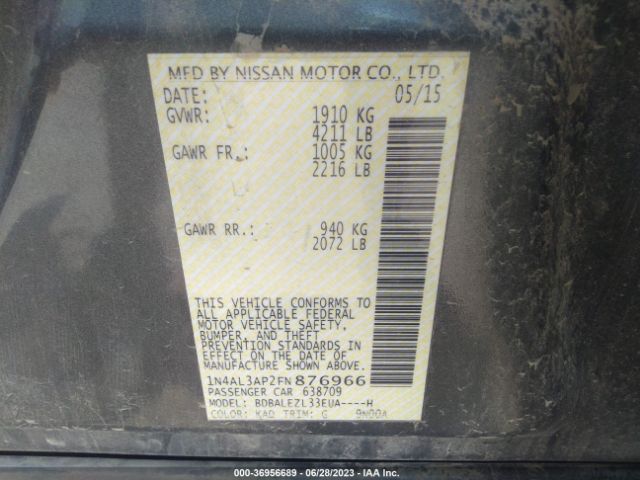 MFD BY NISSAN MOTOR CO., LTD.
DATE: 05/15
GVWR: 1910 KG
4211 LB
GAWR FR.: 1005 KG
2216 LB
GAWR RR.: 940 KG
2072 LB
THIS VEHICLE CONFORMS TO
ALL APPLICABLE FEDERAL
MOTOR VEHICLE SAFETY,
BUMPER, AND THEFT
PREVENTION STANDARDS IN
EFFECT ON THE DATE OF
MANUFACTURE SHOWN ABOVE.
1N4AL3AP2FN876966
PASSENGER CAR 638709
MODEL: BDBALEZL33EUA----H
COLOR: KAD TRIM: G 9N00A
000-36956689 - 06/28/2023 - IAA Inc.